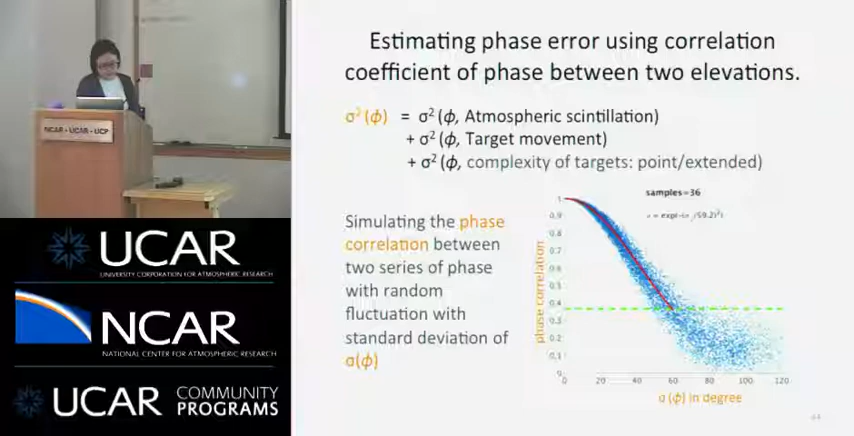 NCAR - UCAR - UCP
UCAR
UNIVERSITY CORPORATION FOR ATMOSPHERIC RESEARCH
NCAR
NATIONAL CENTER FOR ATMOSPHERIC RESEARCH
UCAR COMMUNITY
PROGRAMS
Estimating phase error using correlation
coefficient of phase between two elevations.
σ²(ϕ) = σ²(ϕ, Atmospheric scintillation)
+ σ²(ϕ, Target movement)
+ σ²(ϕ, complexity of targets: point/extended)
Simulating the phase
correlation between
two series of phase
with random
fluctuation with
standard deviation of
σ(ϕ)
samples=36
phase correlation
1
0.9
0.8
0.7
0.6
0.5
0.4
0.3
0.2
0.1
0
0 20 40 60 80 100 120
σ (ϕ) in degree